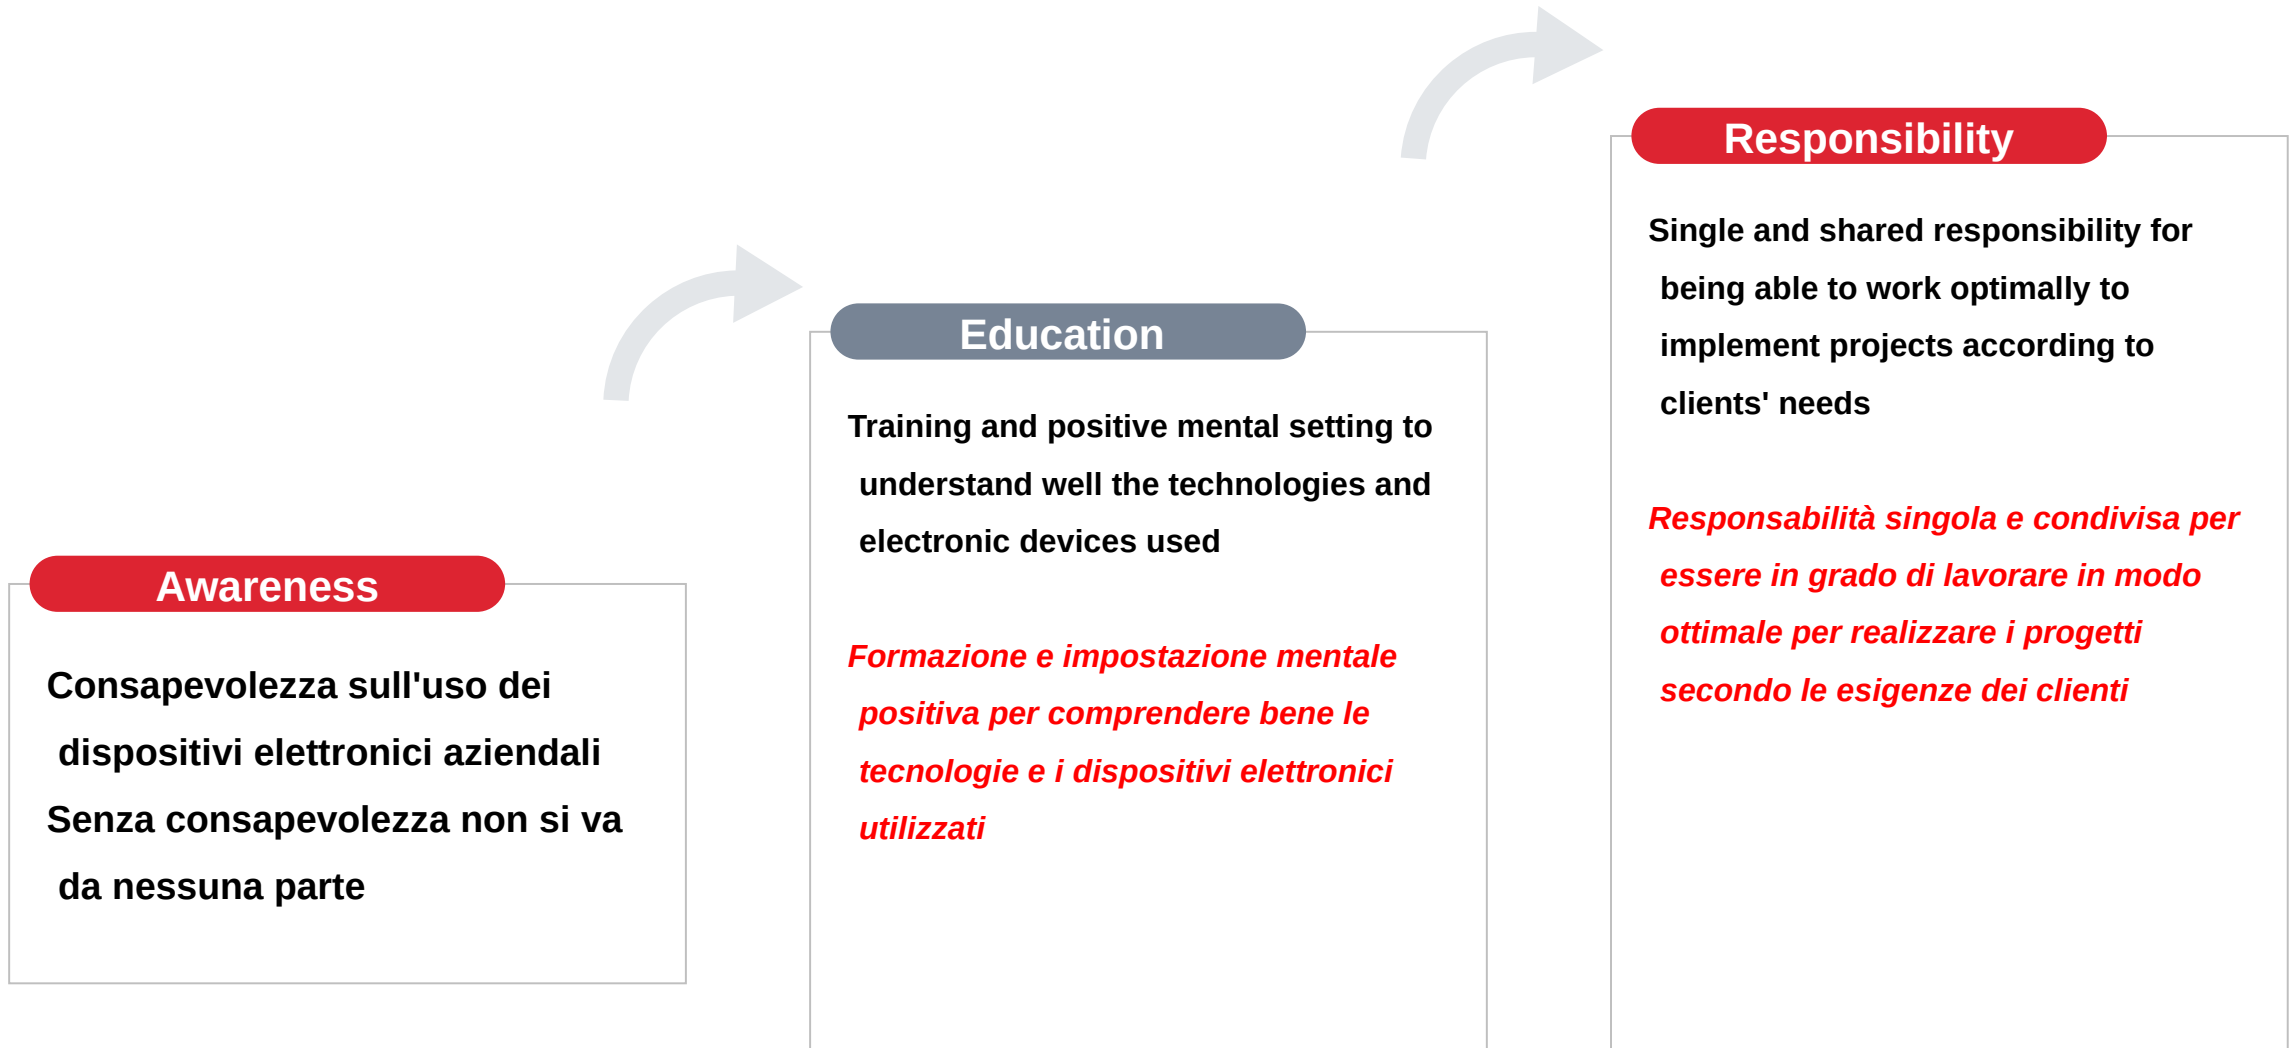 Awareness
Consapevolezza sull'uso dei
dispositivi elettronici aziendali
Senza consapevolezza non si va
da nessuna parte
Education
Training and positive mental setting to
understand well the technologies and
electronic devices used
Formazione e impostazione mentale
positiva per comprendere bene le
tecnologie e i dispositivi elettronici
utilizzati
Responsibility
Single and shared responsibility for
being able to work optimally to
implement projects according to
clients' needs
Responsabilità singola e condivisa per
essere in grado di lavorare in modo
ottimale per realizzare i progetti
secondo le esigenze dei clienti